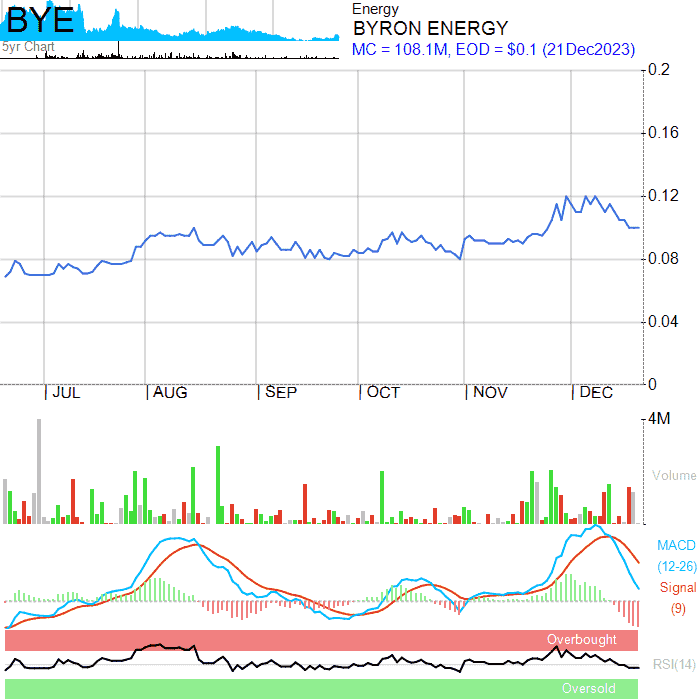 BYE
5yr Chart
Energy
BYRON ENERGY
MC = 108.1M, EOD = $0.1 (21Dec2023)
0.2
0.16
0.12
0.08
0.04
0
JUL AUG SEP OCT NOV DEC
4M
Volume
MACD
(12-26)
Signal
(9)
Overbought
RSI(14)
Oversold